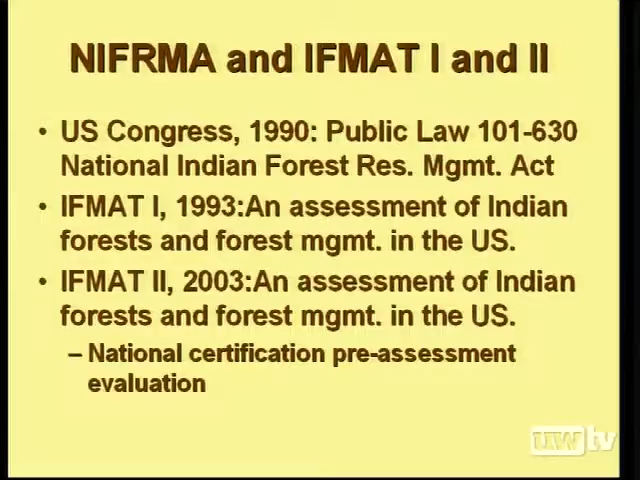 NIFRMA and IFMAT I and II
• US Congress, 1990: Public Law 101-630
National Indian Forest Res. Mgmt. Act
• IFMAT I, 1993:An assessment of Indian
forests and forest mgmt. in the US.
• IFMAT II, 2003:An assessment of Indian
forests and forest mgmt. in the US.
– National certification pre-assessment
evaluation
uwtv